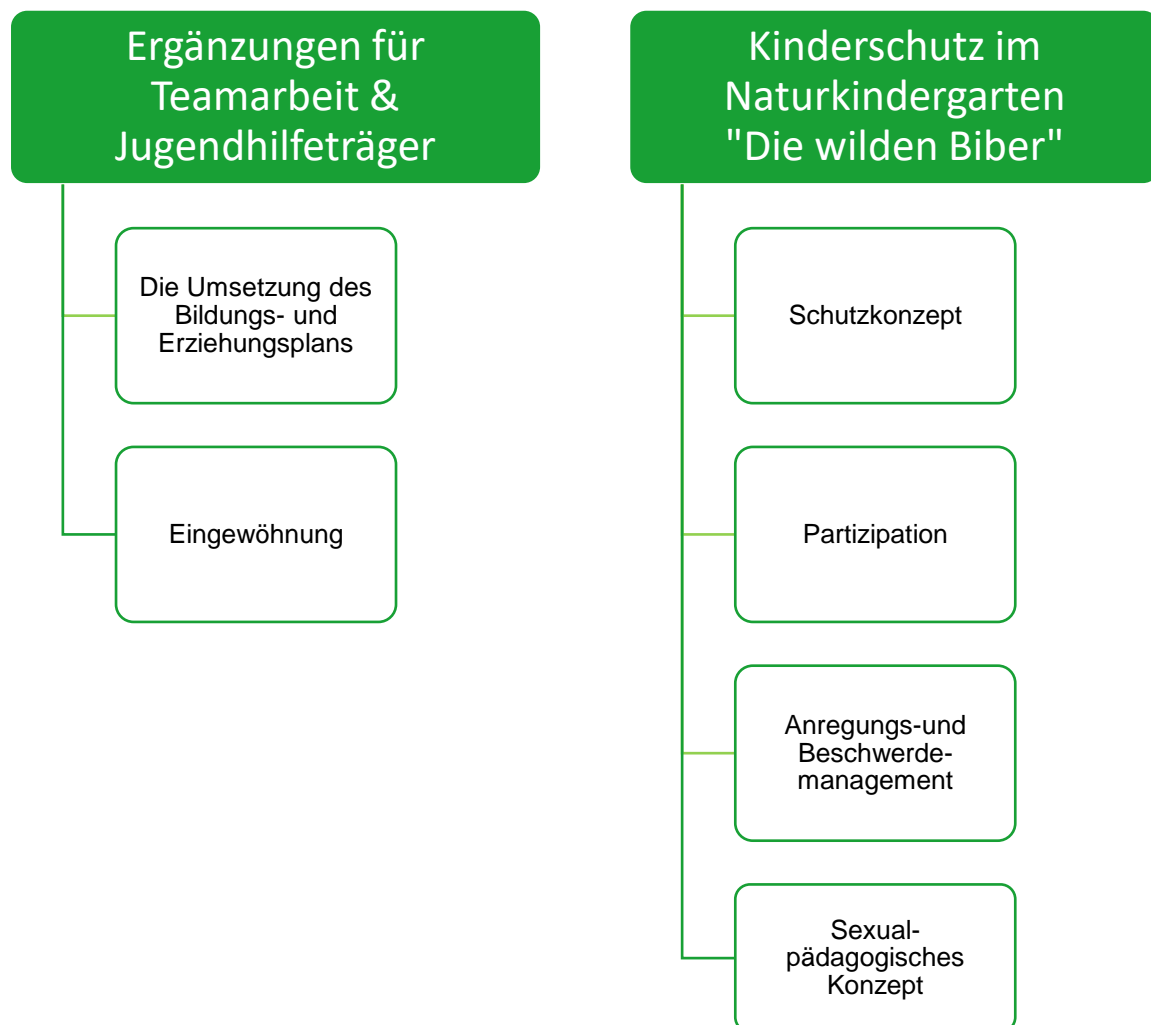 Ergänzungen für
Teamarbeit &
Jugendhilfeträger
Die Umsetzung des
Bildungs- und
Erziehungsplans
Eingewöhnung
Kinderschutz im
Naturkindergarten
"Die wilden Biber"
Schutzkonzept
Partizipation
Anregungs-und
Beschwerde-
management
Sexual-
pädagogisches
Konzept